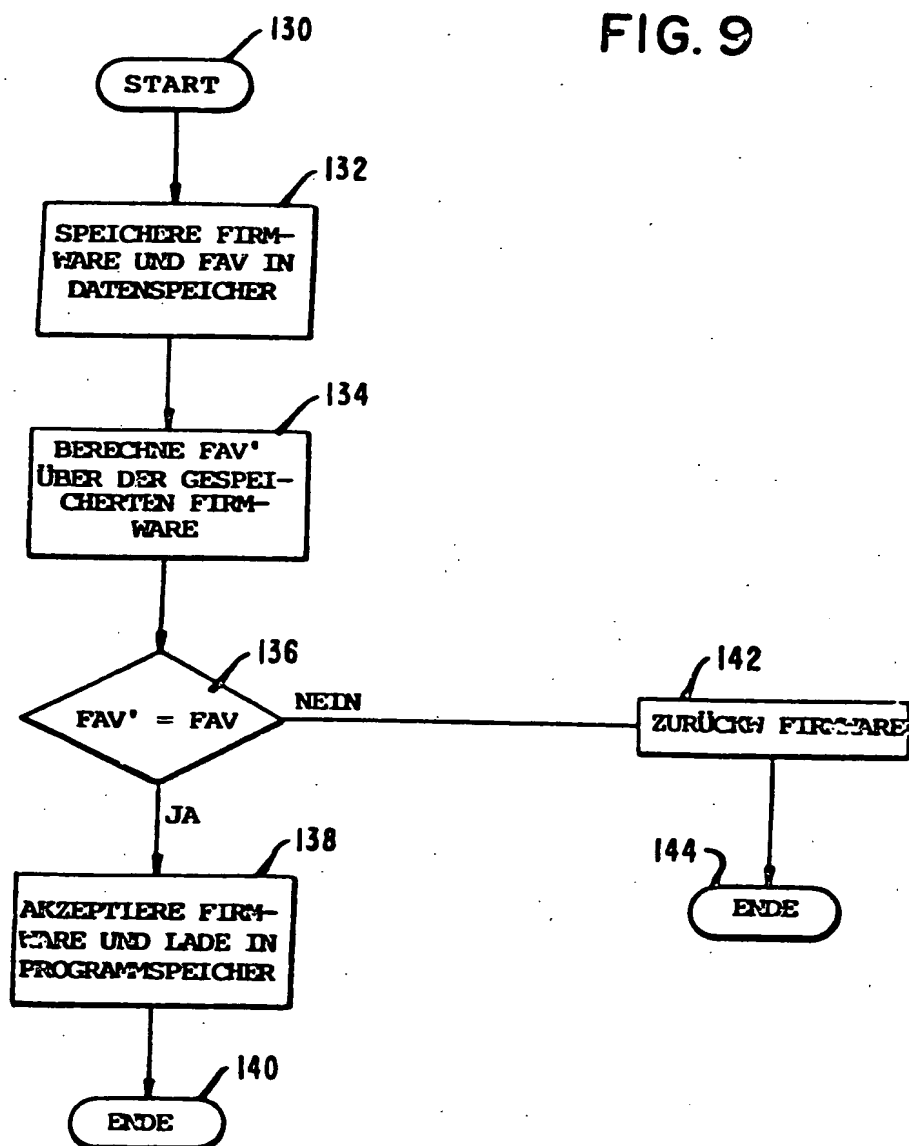 FIG. 9
130
START
132
SPEICHERE FIRM-
WARE UND FAV IN
DATENSPEICHER
134
BERECHNE FAV'
ÜBER DER GESPEI-
CHERTEN FIRM-
WARE
136
FAV' = FAV
NEIN
JA
142
ZURÜCKW FIRMWARE
144
ENDE
138
AKZEPTIERE FIRM-
WARE UND LADE IN
PROGRAMMSPEICHER
140
ENDE